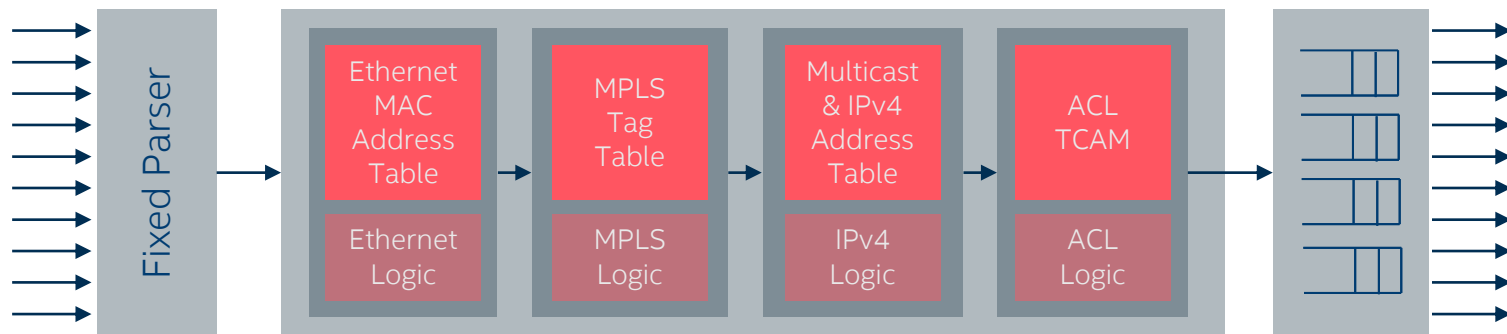 Fixed Parser
Ethernet
MAC
Address
Table
Ethernet
Logic
MPLS
Tag
Table
MPLS
Logic
Multicast
& IPv4
Address
Table
IPv4
Logic
ACL
TCAM
ACL
Logic